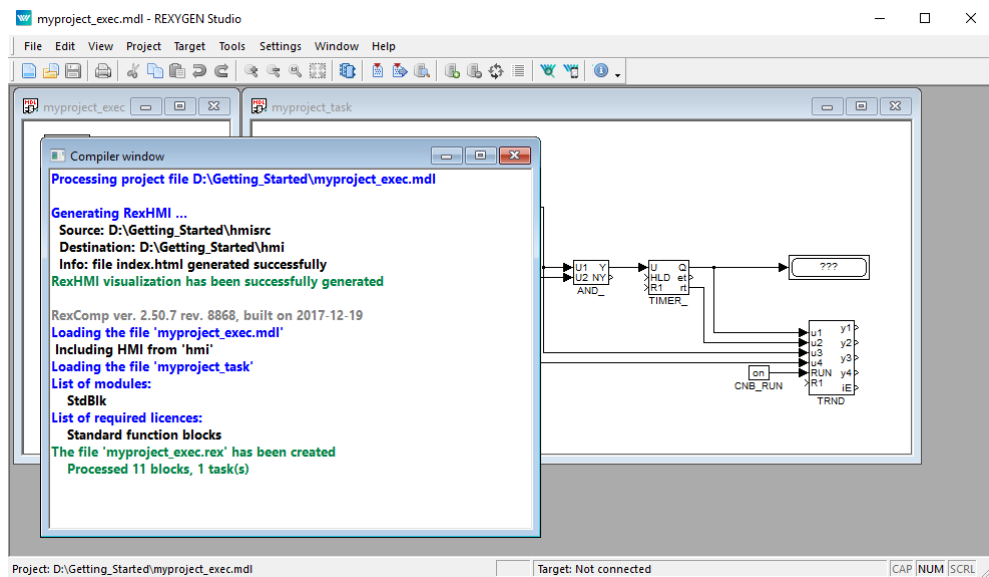 myproject_exec.mdl - REXYGEN Studio
File Edit View Project Target Tools Settings Window Help
myproject_exec
myproject_task
Compiler window
Processing project file D:\Getting_Started\myproject_exec.mdl
Generating RexHMI ...
Source: D:\Getting_Started\hmisrc
Destination: D:\Getting_Started\hmi
Info: file index.html generated successfully
RexHMI visualization has been successfully generated
RexComp ver. 2.50.7 rev. 8868, built on 2017-12-19
Loading the file 'myproject_exec.mdl'
Including HMI from 'hmi'
Loading the file 'myproject_task'
List of modules:
StdBlk
List of required licences:
Standard function blocks
The file 'myproject_exec.rex' has been created
Processed 11 blocks, 1 task(s)
U1 Y
U2 NY
AND_
U Q
HLD et
R1 rt
TIMER_
???
on
CNB_RUN
u1 y1
u2 y2
u3 y3
u4
RUN y4
R1 iE
TRND
Project: D:\Getting_Started\myproject_exec.mdl
Target: Not connected
CAP NUM SCRL